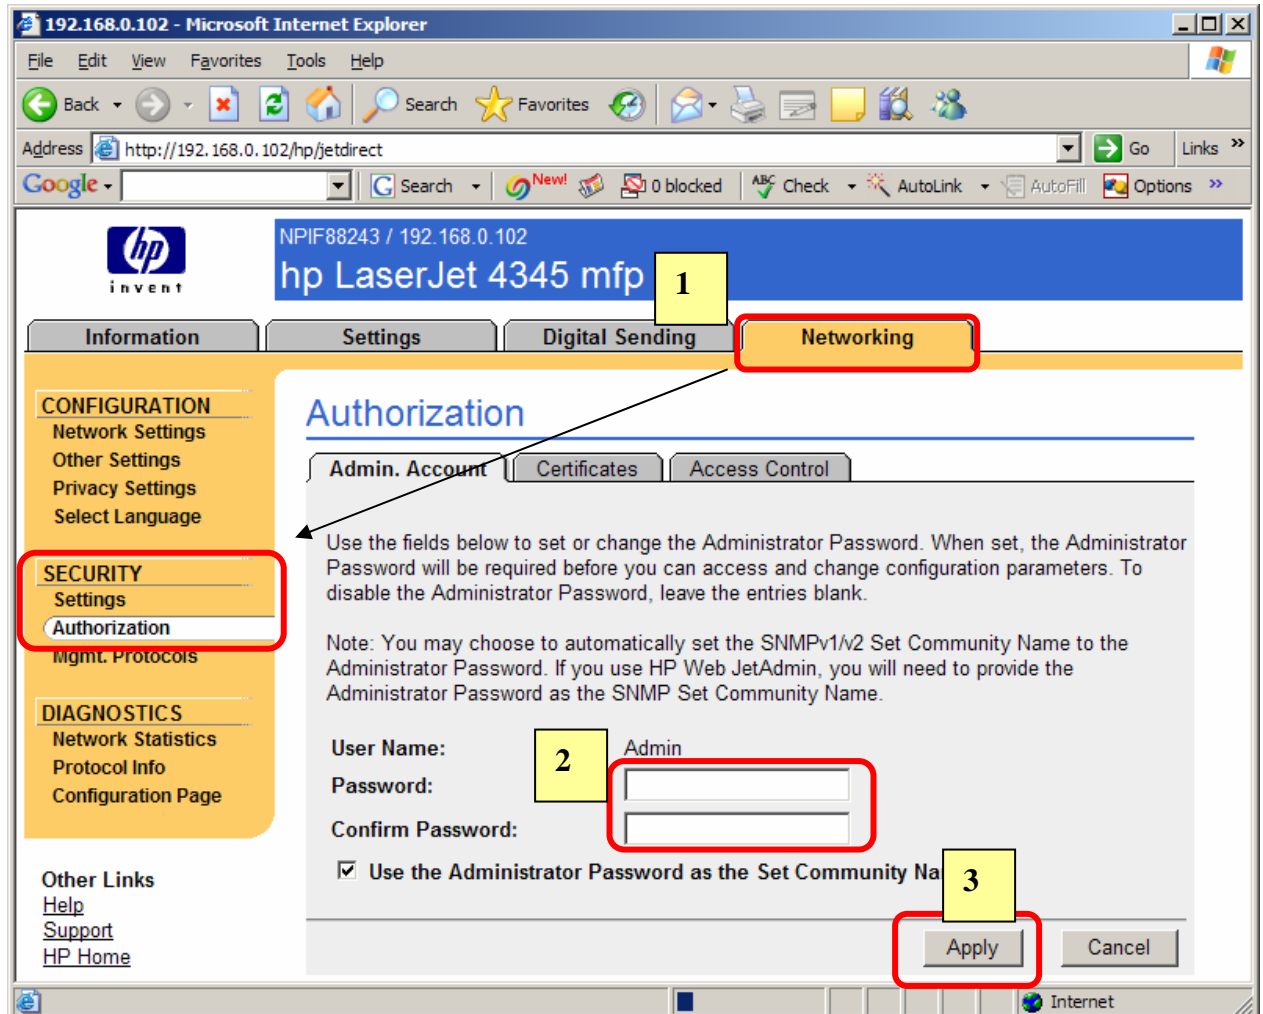 192.168.0.102 - Microsoft Internet Explorer
File Edit View Favorites Tools Help
Back Search Favorites
Address http://192.168.0.102/hp/jetdirect Go Links »
Google Search New! 0 blocked ABC Check AutoLink AutoFill Options »
hp
invent
NPIF88243 / 192.168.0.102
hp LaserJet 4345 mfp
1
Information Settings Digital Sending Networking
CONFIGURATION
Network Settings
Other Settings
Privacy Settings
Select Language
SECURITY
Settings
Authorization
Mgmt. Protocols
DIAGNOSTICS
Network Statistics
Protocol Info
Configuration Page
Other Links
Help
Support
HP Home
Authorization
Admin. Account Certificates Access Control
Use the fields below to set or change the Administrator Password. When set, the Administrator
Password will be required before you can access and change configuration parameters. To
disable the Administrator Password, leave the entries blank.
Note: You may choose to automatically set the SNMPv1/v2 Set Community Name to the
Administrator Password. If you use HP Web JetAdmin, you will need to provide the
Administrator Password as the SNMP Set Community Name.
User Name: Admin
2
Password:
Confirm Password:
Use the Administrator Password as the Set Community Na
3
Apply Cancel
Internet